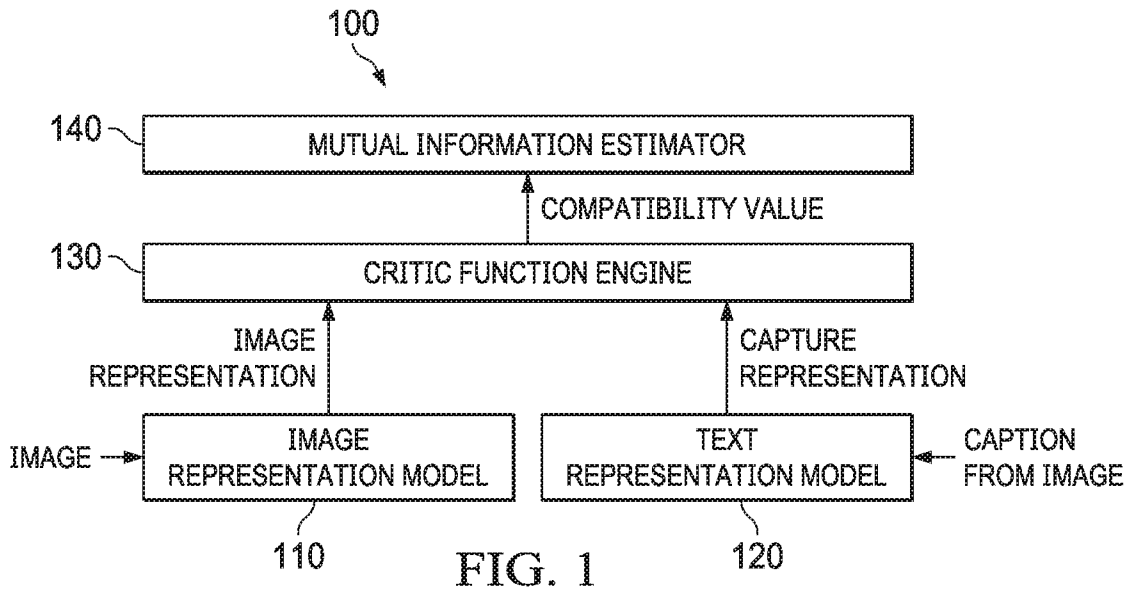 100
140
MUTUAL INFORMATION ESTIMATOR
COMPATIBILITY VALUE
130
CRITIC FUNCTION ENGINE
IMAGE
REPRESENTATION
CAPTURE
REPRESENTATION
IMAGE
IMAGE
REPRESENTATION MODEL
TEXT
REPRESENTATION MODEL
CAPTION
FROM IMAGE
110
120
FIG. 1